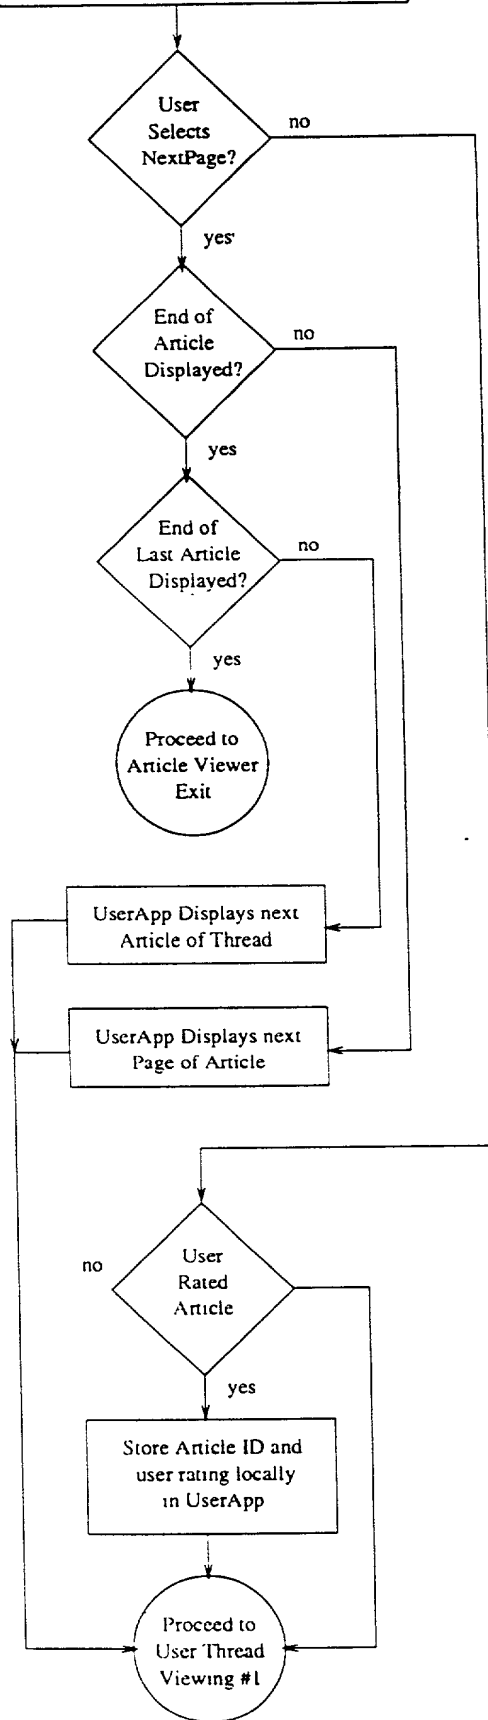 User
Selects
NextPage?
no
yes
End of
Article
Displayed?
no
yes
End of
Last Article
Displayed?
no
yes
Proceed to
Article Viewer
Exit
UserApp Displays next
Article of Thread
UserApp Displays next
Page of Article
no
User
Rated
Article
yes
Store Article ID and
user rating locally
in UserApp
Proceed to
User Thread
Viewing #1